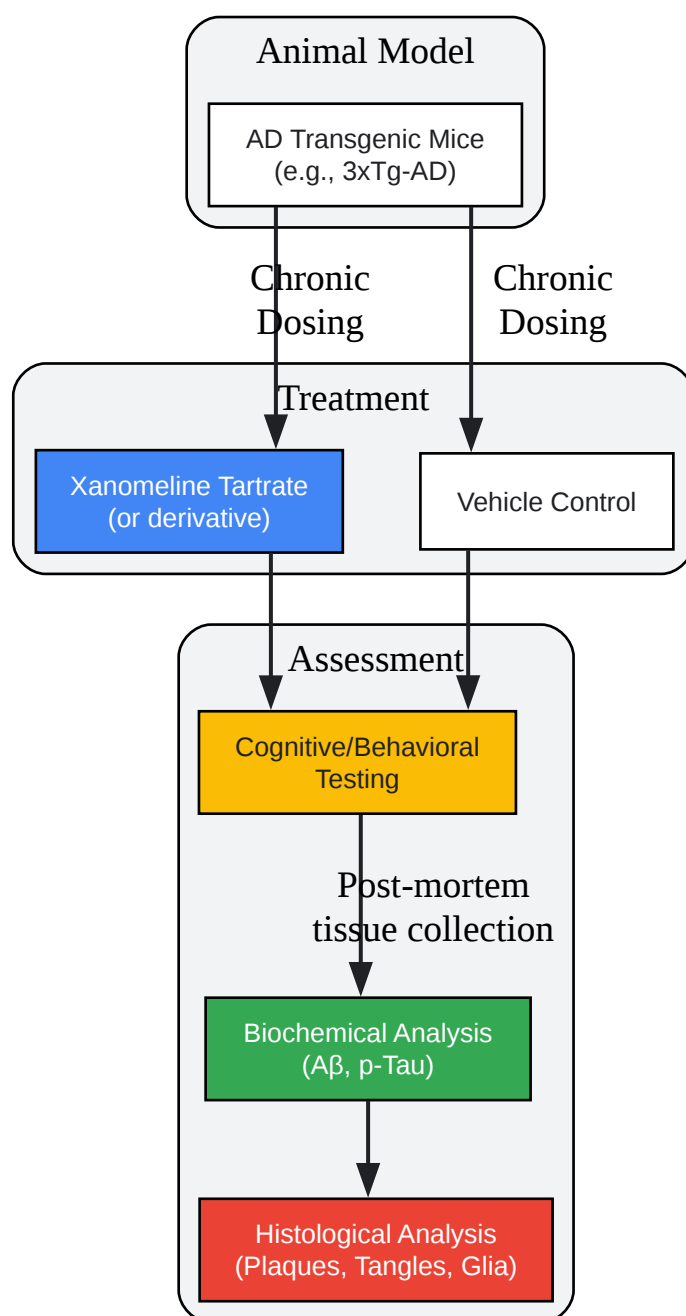 Animal Model
AD Transgenic Mice
(e.g., 3xTg-AD)
Chronic
Dosing
Chronic
Dosing
Treatment
Xanomeline Tartrate
(or derivative)
Vehicle Control
Assessment
Cognitive/Behavioral
Testing
Post-mortem
tissue collection
Biochemical Analysis
(Aβ, p-Tau)
Histological Analysis
(Plaques, Tangles, Glia)